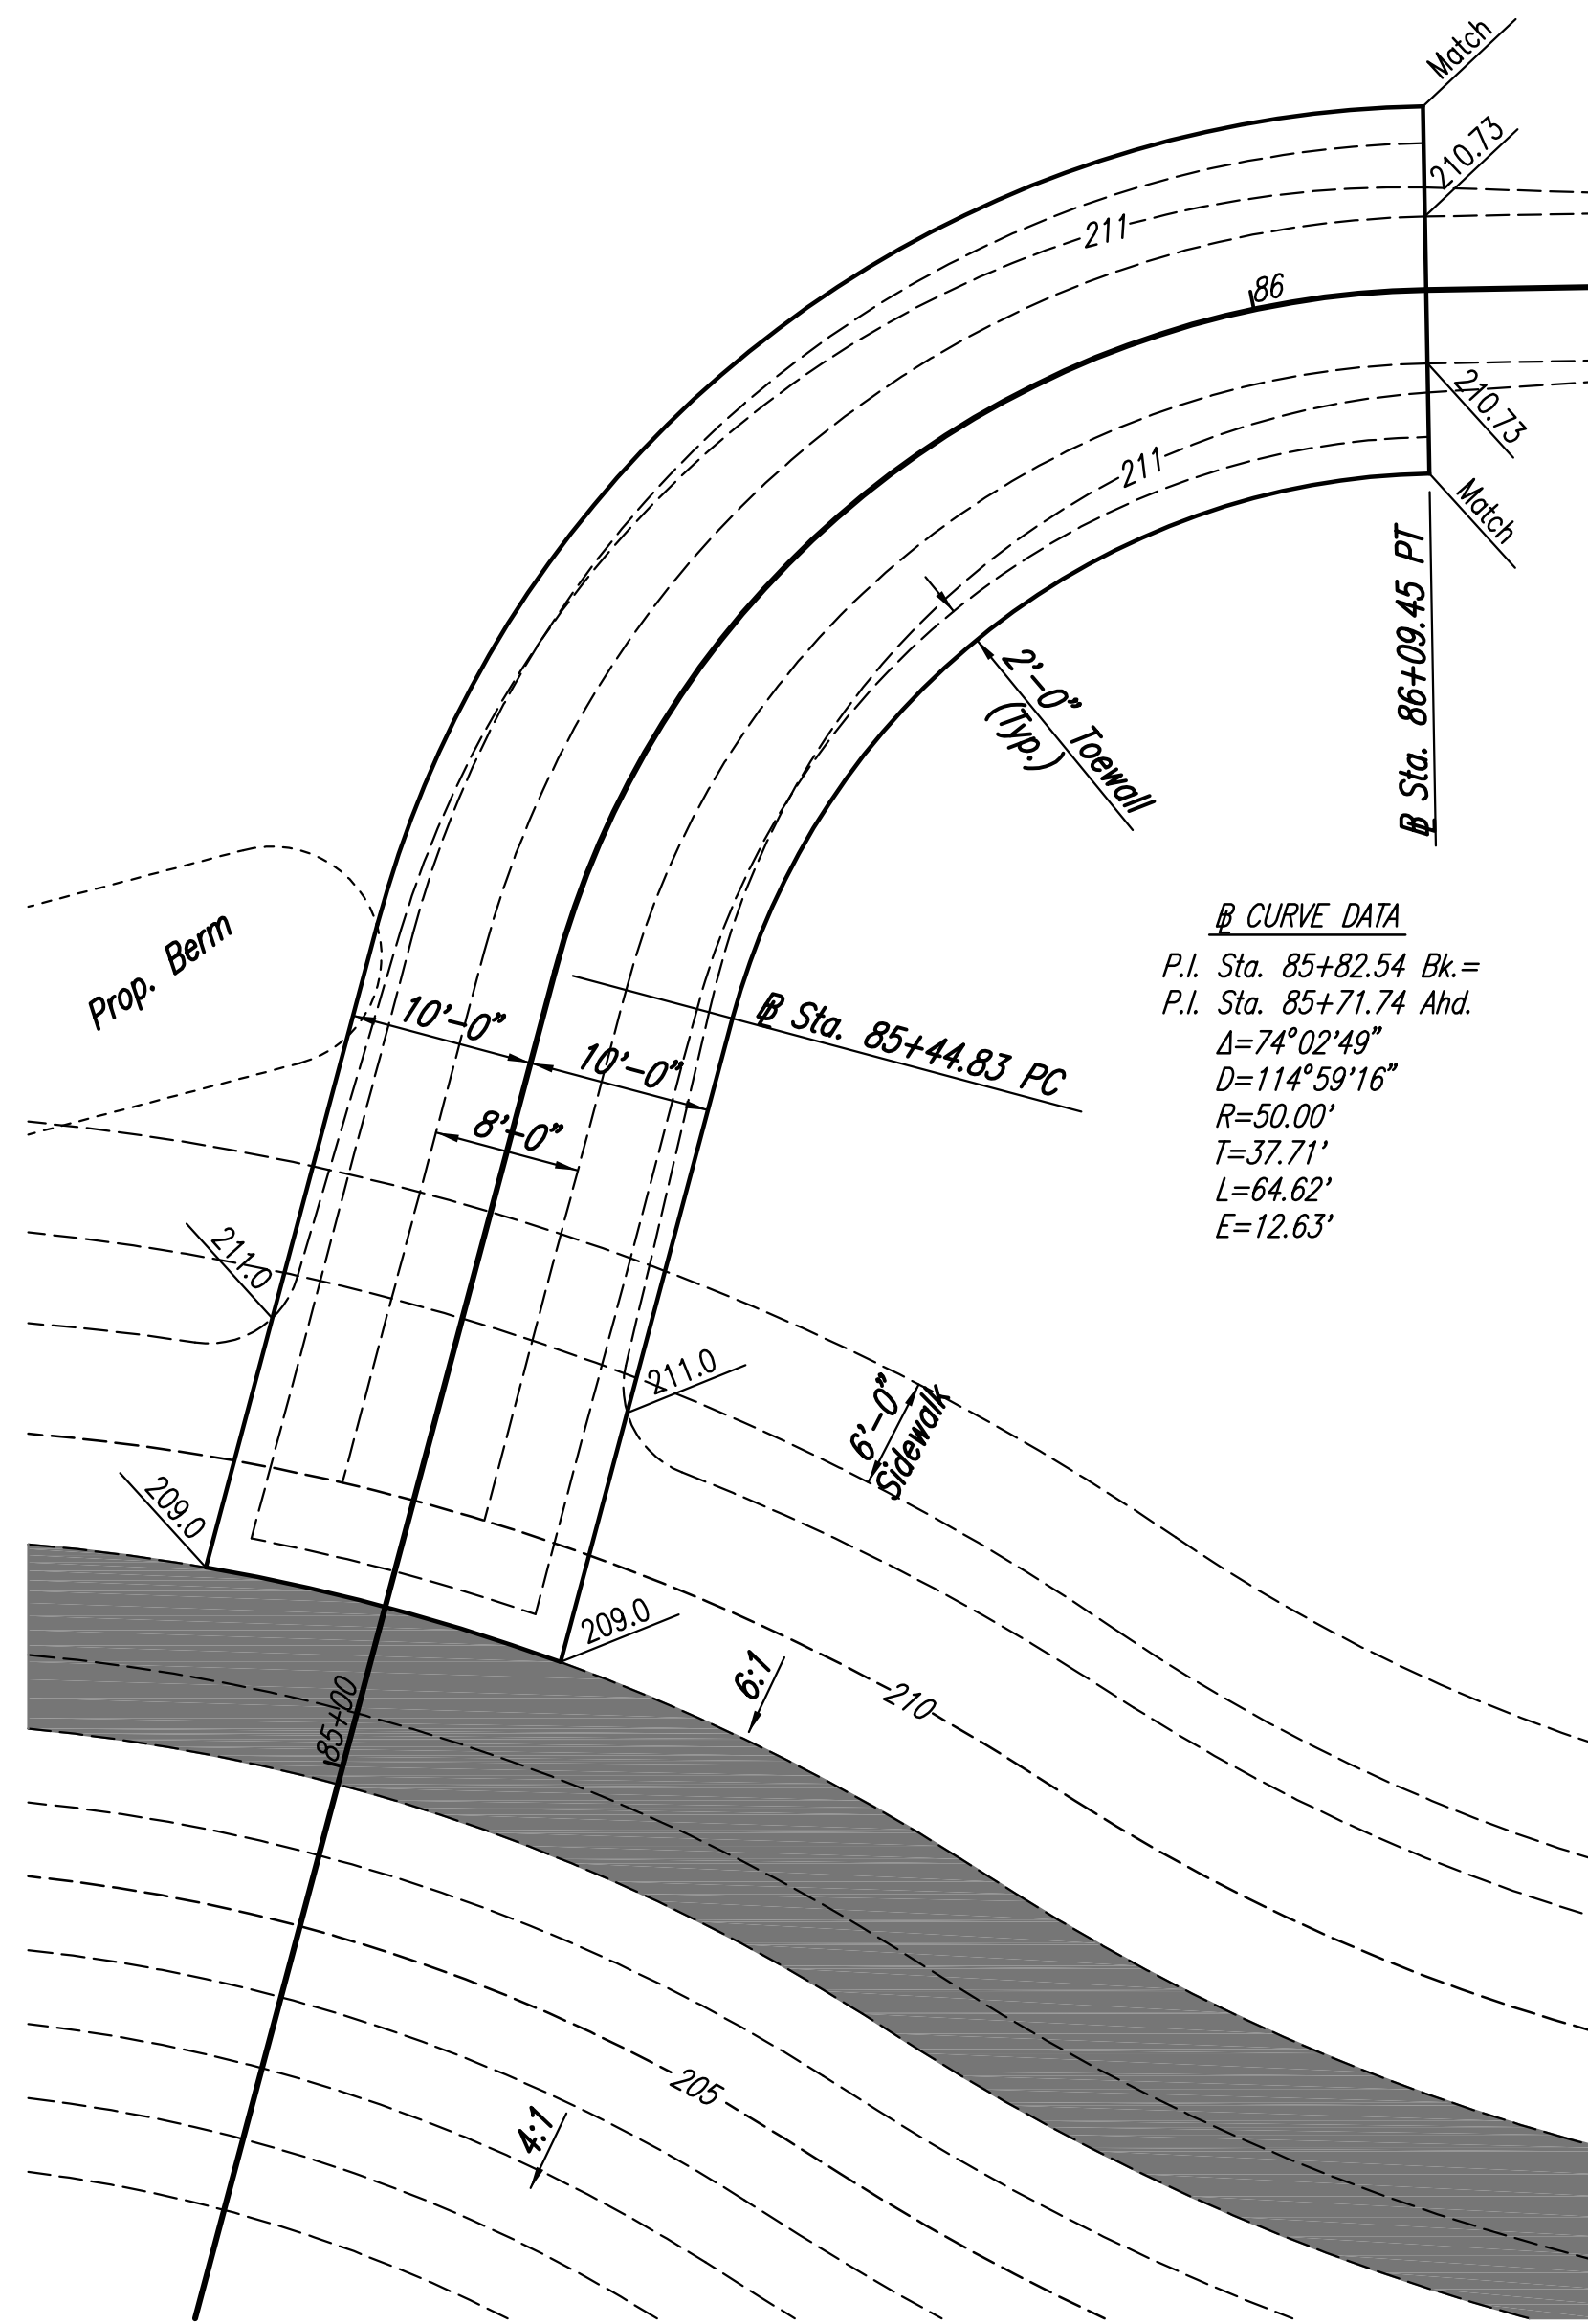 Match
210.73
211
86
210.73
211
Match
2'-0" Toewall
(Typ.)
℄ Sta. 86+09.45 PT
℄ CURVE DATA
P.I. Sta. 85+82.54 Bk.=
P.I. Sta. 85+71.74 Ahd.
Δ=74°02'49"
D=114°59'16"
R=50.00'
T=37.71'
L=64.62'
E=12.63'
Prop. Berm
10'-0"
10'-0"
℄ Sta. 85+44.83 PC
8'-0"
211.0
211.0
6'-0"
Sidewalk
209.0
209.0
6:1
210
85+00
205
4:1